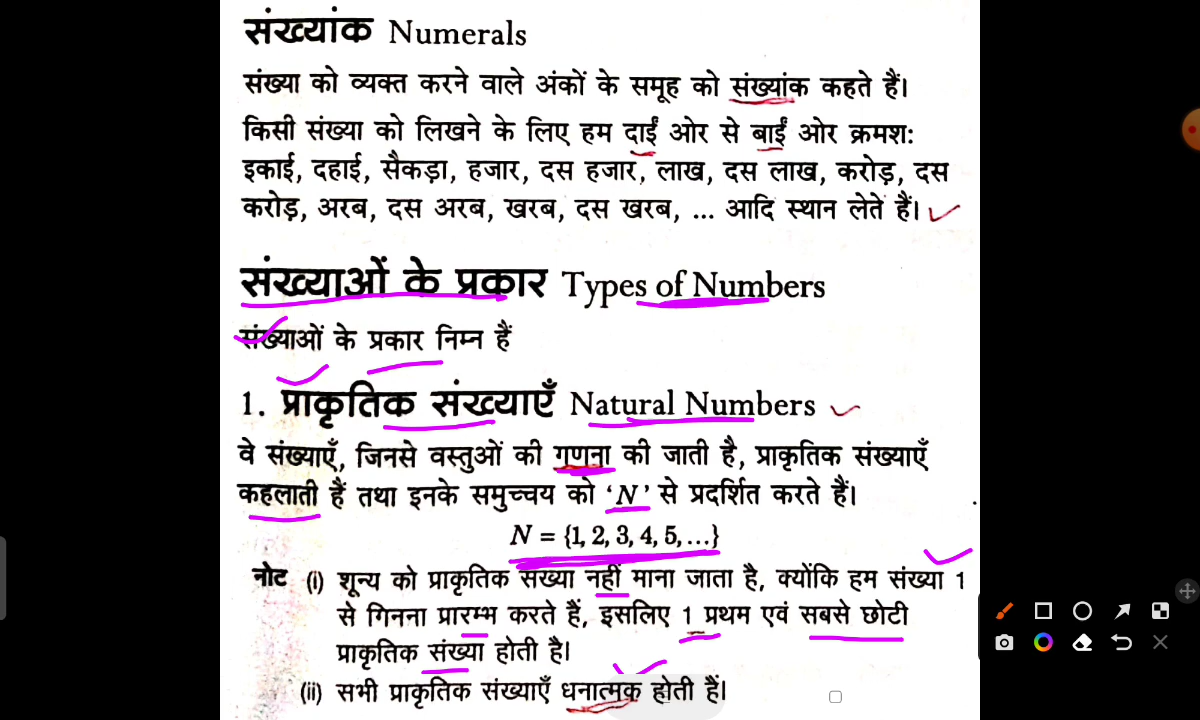 संख्यांक Numerals
संख्या को व्यक्त करने वाले अंकों के समूह को संख्यांक कहते हैं।
किसी संख्या को लिखने के लिए हम दाईं ओर से बाईं ओर क्रमश:
इकाई, दहाई, सैकड़ा, हजार, दस हजार, लाख, दस लाख, करोड़, दस
करोड़, अरब, दस अरब, खरब, दस खरब, ... आदि स्थान लेते हैं।
संख्याओं के प्रकार Types of Numbers
संख्याओं के प्रकार निम्न हैं
1. प्राकृतिक संख्याएँ Natural Numbers
वे संख्याएँ, जिनसे वस्तुओं की गणना की जाती है, प्राकृतिक संख्याएँ
कहलाती हैं तथा इनके समुच्चय को ‘N’ से प्रदर्शित करते हैं।
N = {1, 2, 3, 4, 5, ...}
नोट (i) शून्य को प्राकृतिक संख्या नहीं माना जाता है, क्योंकि हम संख्या 1
से गिनना प्रारम्भ करते हैं, इसलिए 1 प्रथम एवं सबसे छोटी
प्राकृतिक संख्या होती है।
(ii) सभी प्राकृतिक संख्याएँ धनात्मक होती हैं।